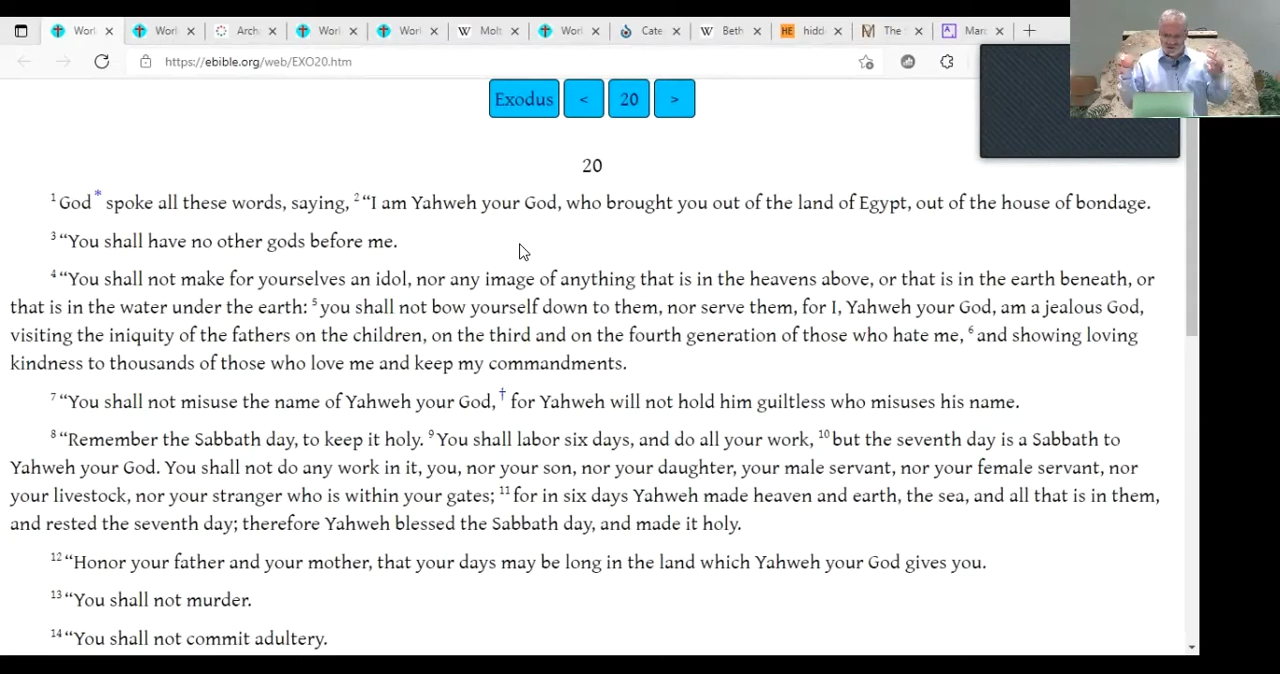 Worl
Worl
Arch
Worl
Worl
Molt
Worl
Cate
Beth
hidd
The
Marc
https://ebible.org/web/EXO20.htm
Exodus < 20 >
20
1 God * spoke all these words, saying, 2 “I am Yahweh your God, who brought you out of the land of Egypt, out of the house of bondage.
3 “You shall have no other gods before me.
4 “You shall not make for yourselves an idol, nor any image of anything that is in the heavens above, or that is in the earth beneath, or
that is in the water under the earth: 5 you shall not bow yourself down to them, nor serve them, for I, Yahweh your God, am a jealous God,
visiting the iniquity of the fathers on the children, on the third and on the fourth generation of those who hate me, 6 and showing loving
kindness to thousands of those who love me and keep my commandments.
7 “You shall not misuse the name of Yahweh your God, † for Yahweh will not hold him guiltless who misuses his name.
8 “Remember the Sabbath day, to keep it holy. 9 You shall labor six days, and do all your work, 10 but the seventh day is a Sabbath to
Yahweh your God. You shall not do any work in it, you, nor your son, nor your daughter, your male servant, nor your female servant, nor
your livestock, nor your stranger who is within your gates; 11 for in six days Yahweh made heaven and earth, the sea, and all that is in them,
and rested the seventh day; therefore Yahweh blessed the Sabbath day, and made it holy.
12 “Honor your father and your mother, that your days may be long in the land which Yahweh your God gives you.
13 “You shall not murder.
14 “You shall not commit adultery.